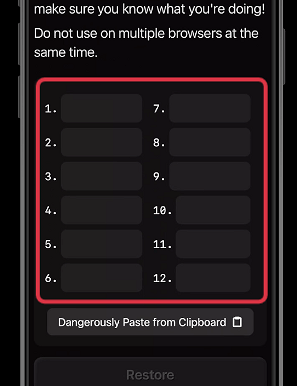 make sure you know what you're doing!
Do not use on multiple browsers at the
same time.
1. 7.
2. 8.
3. 9.
4. 10.
5. 11.
6. 12.
Dangerously Paste from Clipboard
Restore